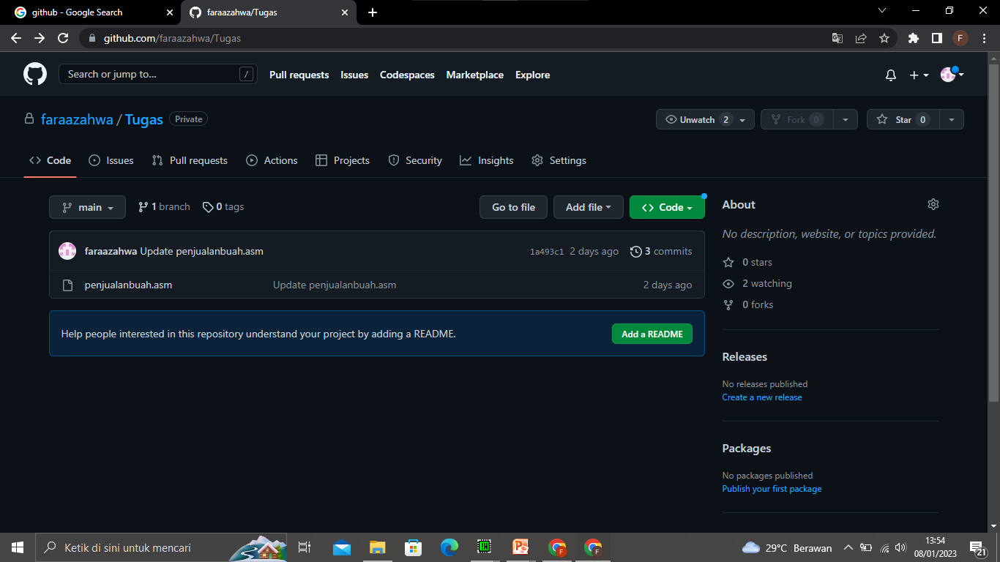 github - Google Search
faraazahwa/Tugas
github.com/faraazahwa/Tugas
F
Search or jump to...
/
Pull requests Issues Codespaces Marketplace Explore
faraazahwa / Tugas Private
Unwatch 2
Fork 0
Star 0
Code Issues Pull requests Actions Projects Security Insights Settings
main 1 branch 0 tags
Go to file Add file Code
faraazahwa Update penjualanbuah.asm 1a493c1 2 days ago 3 commits
penjualanbuah.asm Update penjualanbuah.asm 2 days ago
Help people interested in this repository understand your project by adding a README.
Add a README
About
No description, website, or topics provided.
0 stars
2 watching
0 forks
Releases
No releases published
Create a new release
Packages
No packages published
Publish your first package
Ketik di sini untuk mencari
29°C Berawan
13:54
08/01/2023
21